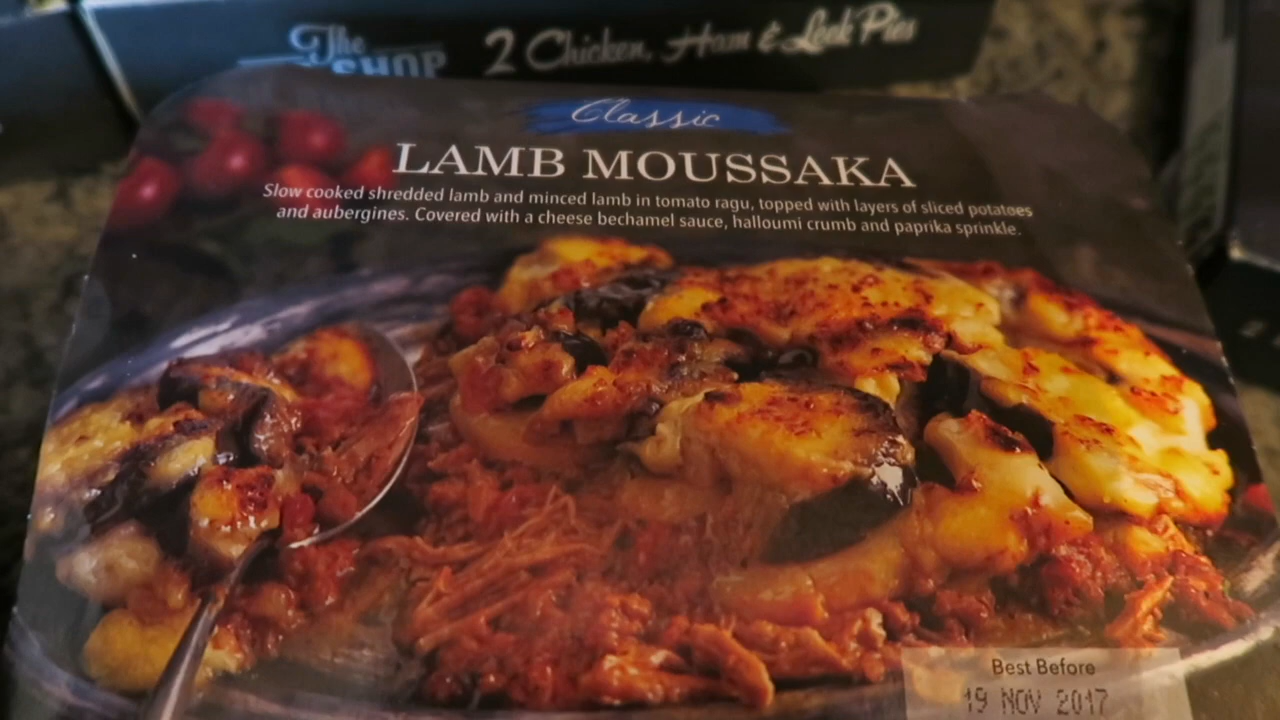 The
SHOP
2 Chicken, Ham & Leek Pies
Classic
LAMB MOUSSAKA
Slow cooked shredded lamb and minced lamb in tomato ragu, topped with layers of sliced potatoes
and aubergines. Covered with a cheese bechamel sauce, halloumi crumb and paprika sprinkle.
Best Before
19 NOV 2017